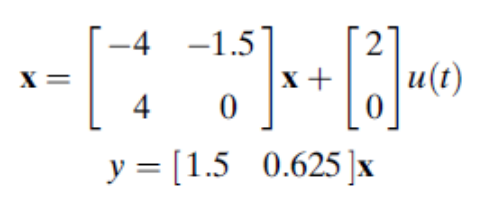 x = [−4 −1.5; 4 0] x + [2; 0] u(t)
y = [1.5 0.625]x